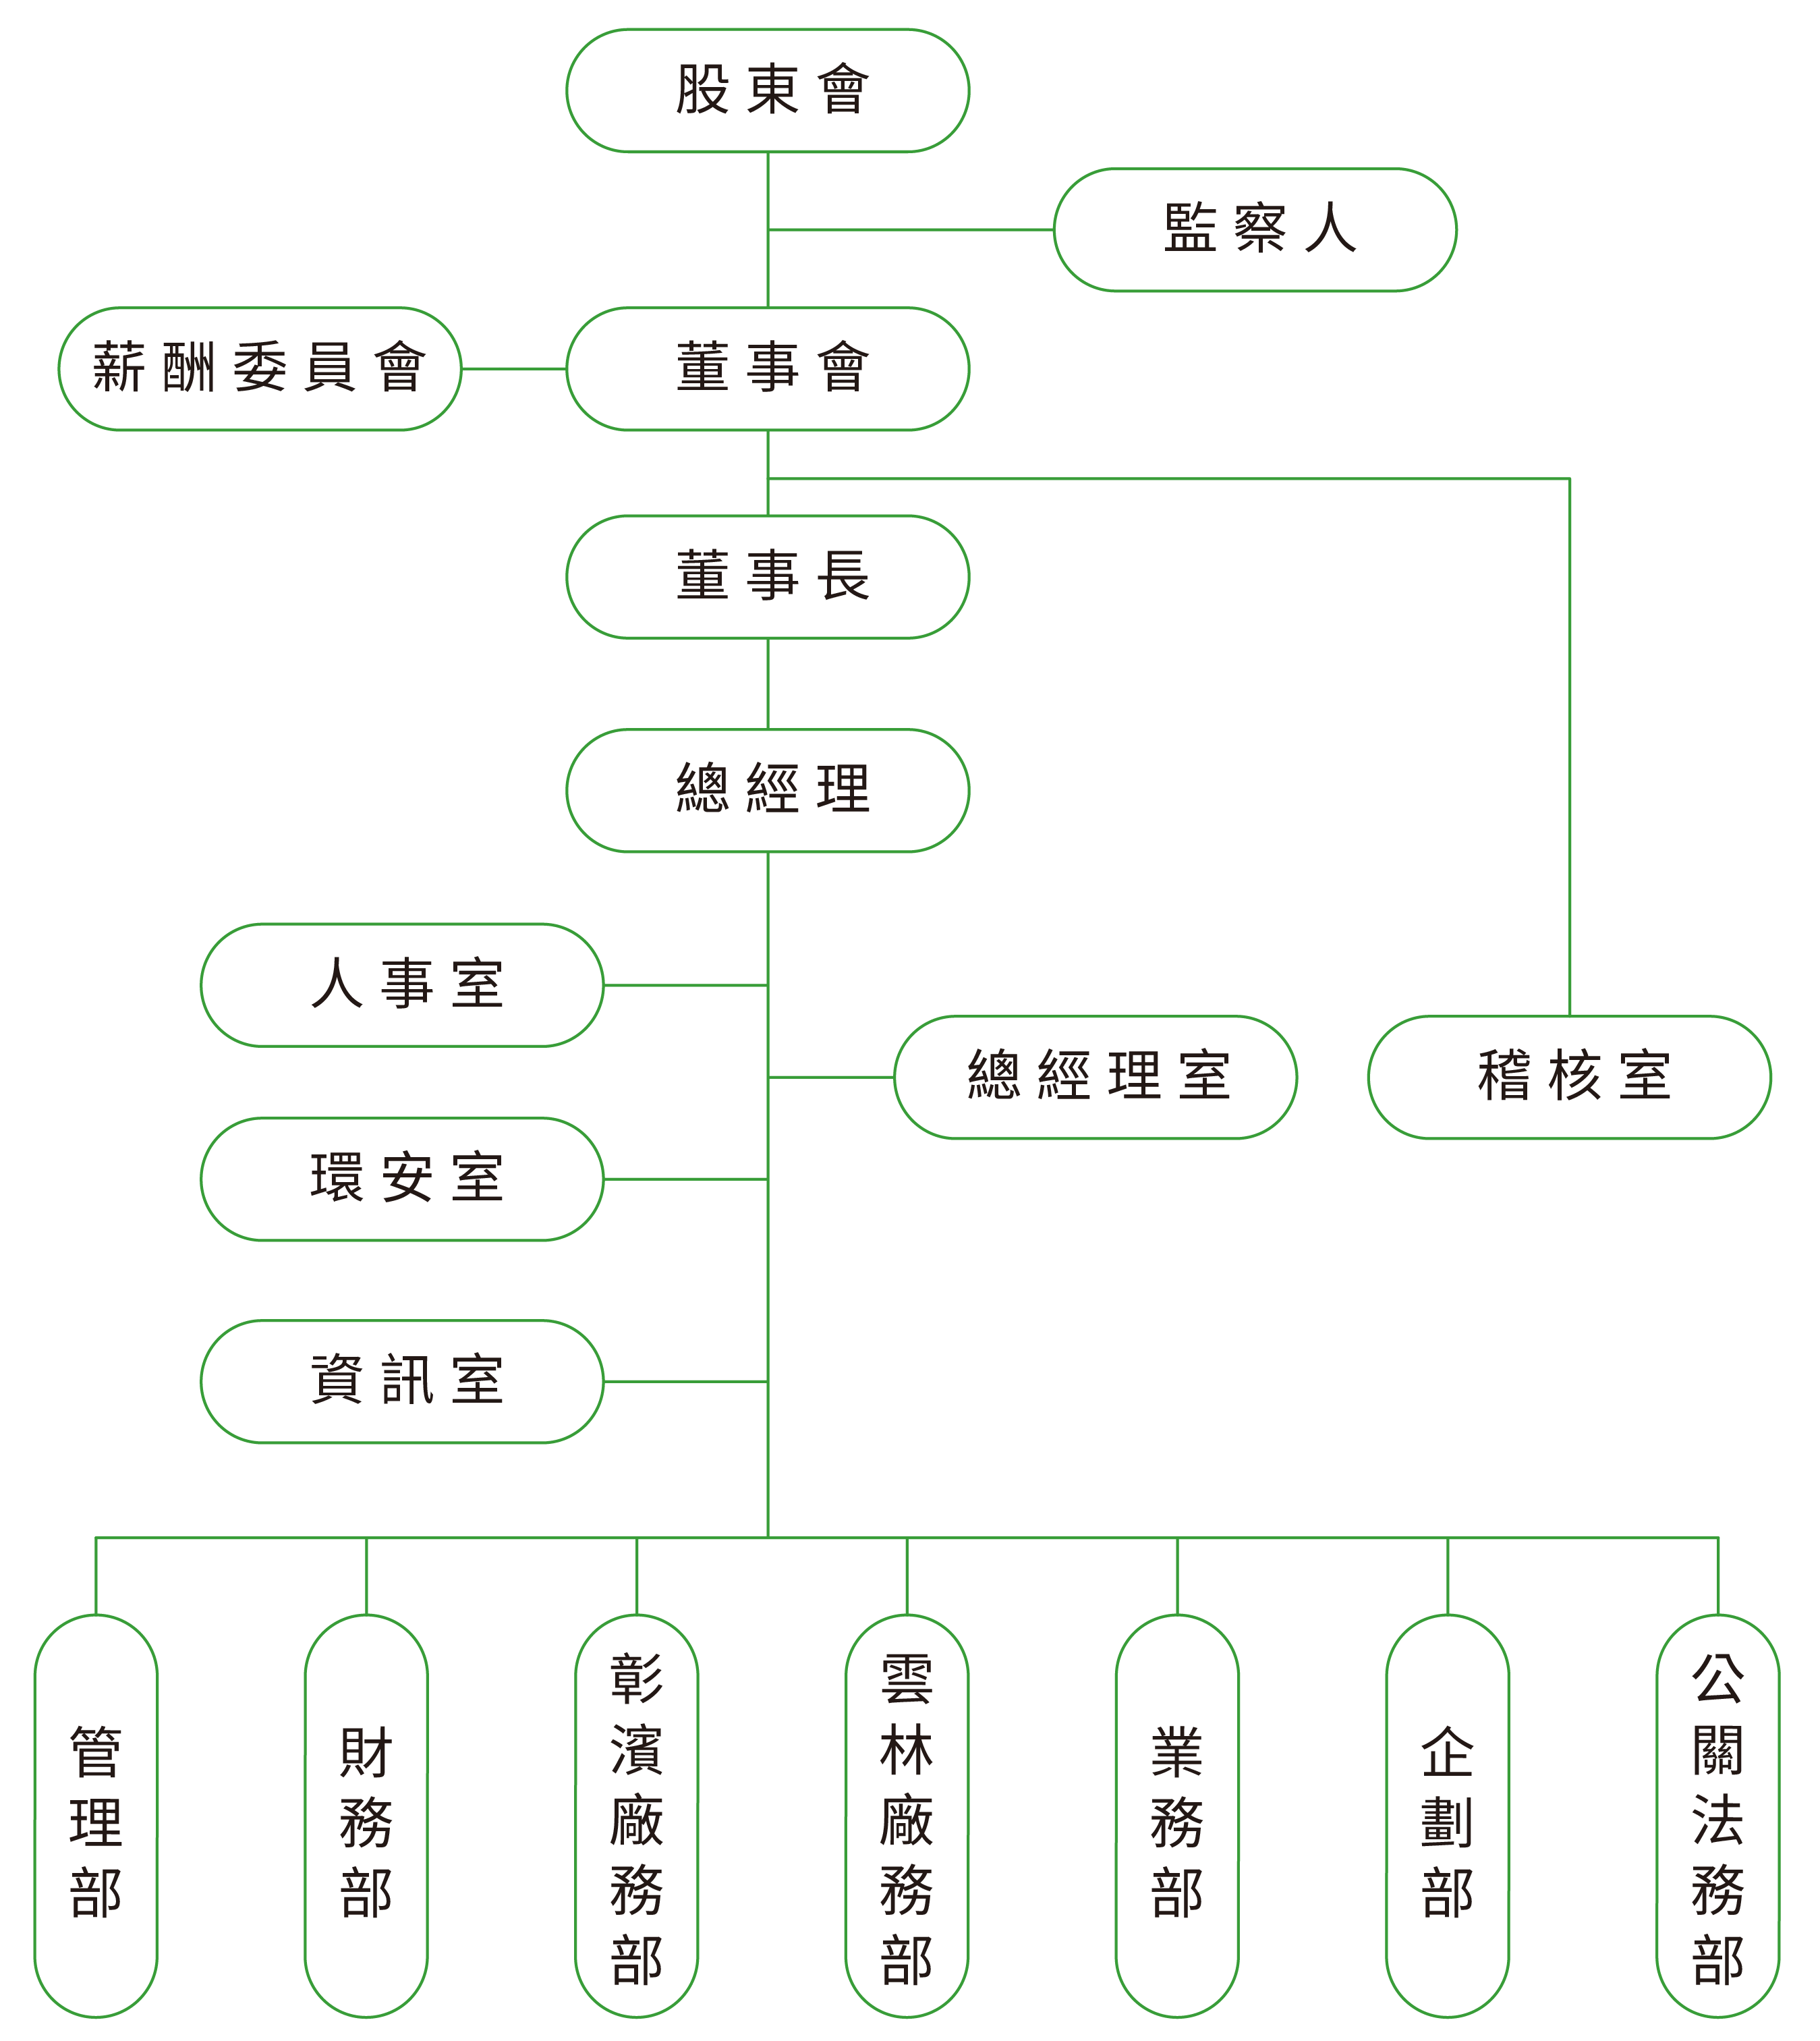 股東會
監察人
薪酬委員會
董事會
董事長
總經理
人事室
總經理室
稽核室
環安室
資訊室
管理部
財務部
彰濱廠務部
雲林廠務部
業務部
企劃部
公關法務部